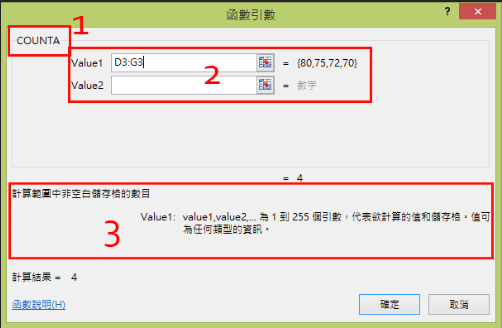 函數引數
? ×
1
COUNTA
Value1 D3:G3 = {80,75,72,70}
2
Value2 = 數字
= 4
計算範圍中非空白儲存格的數目
Value1: value1,value2,... 為 1 到 255 個引數，代表欲計算的值和儲存格。值可
為任何類型的資訊。
3
計算結果 = 4
函數說明(H)
確定 取消